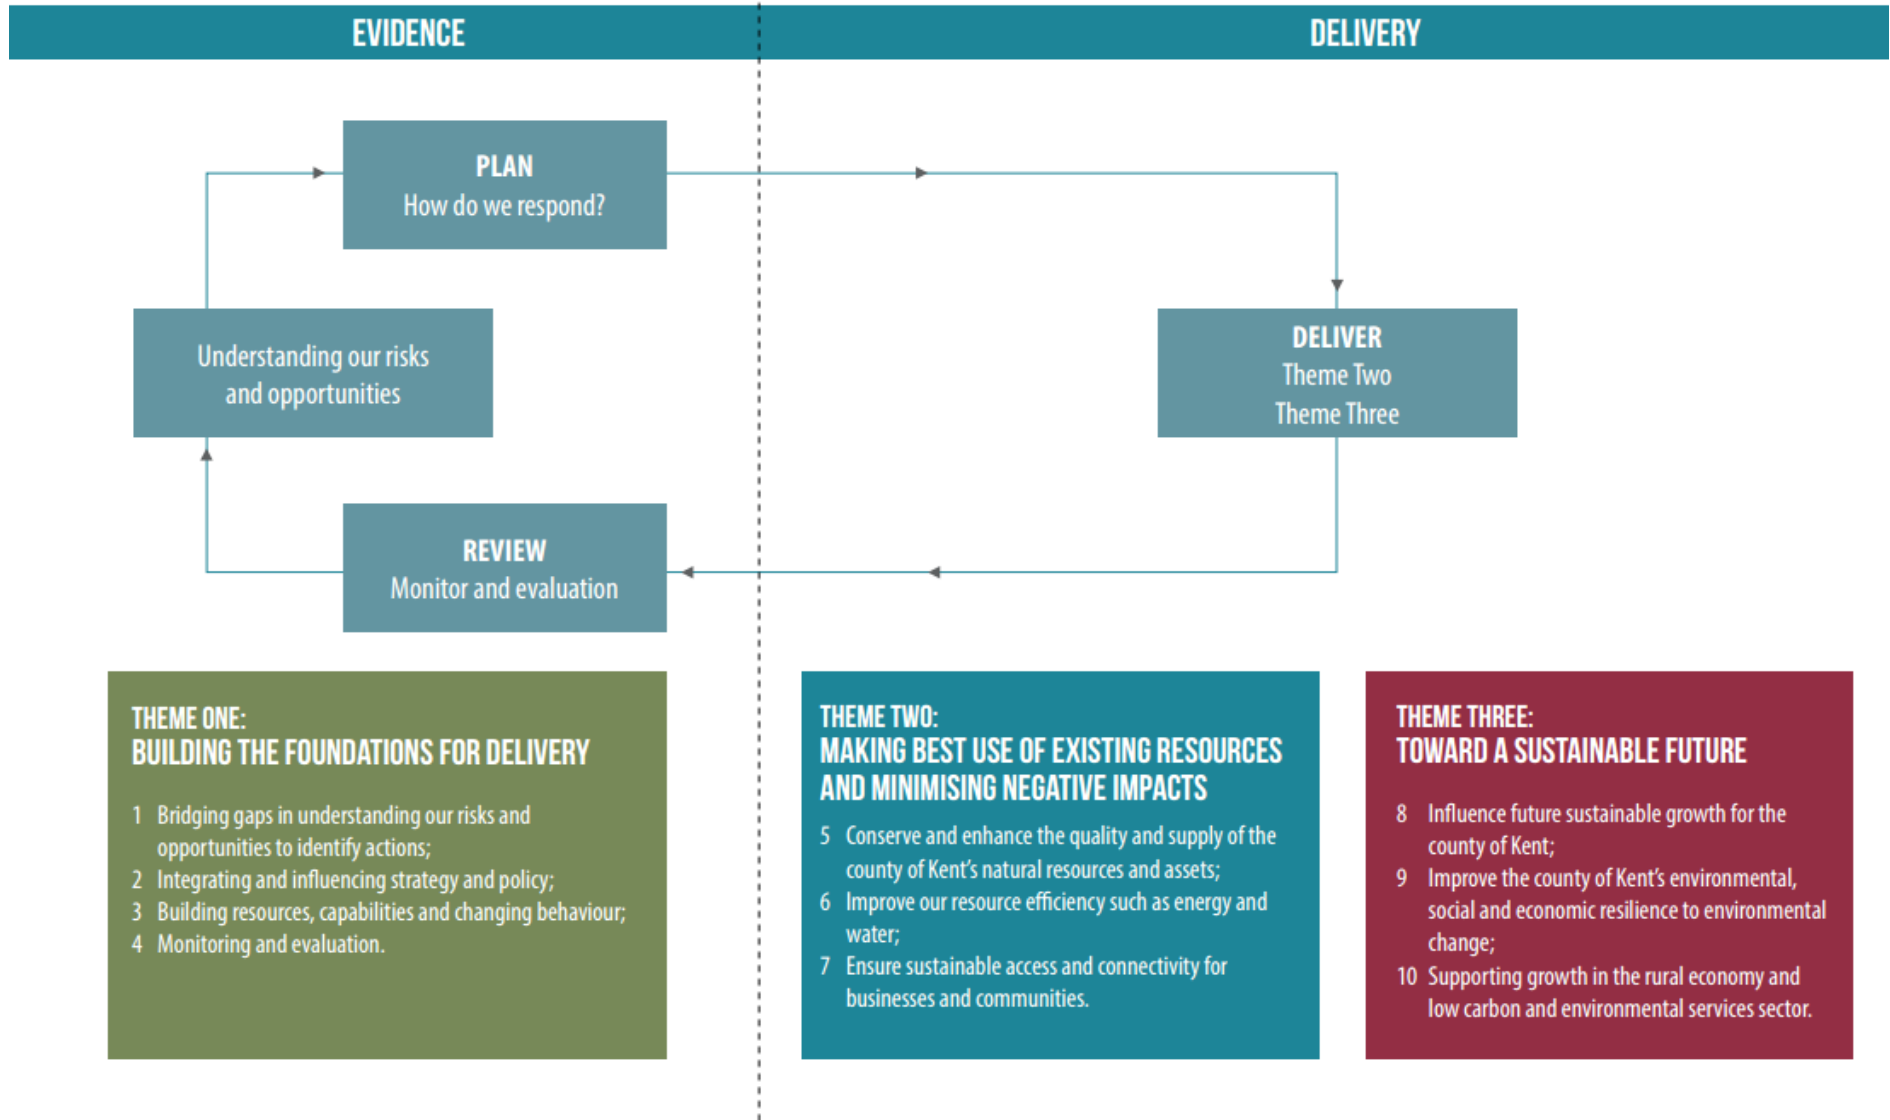 EVIDENCE
DELIVERY
PLAN
How do we respond?
Understanding our risks
and opportunities
DELIVER
Theme Two
Theme Three
REVIEW
Monitor and evaluation
THEME ONE:
BUILDING THE FOUNDATIONS FOR DELIVERY
1 Bridging gaps in understanding our risks and
opportunities to identify actions;
2 Integrating and influencing strategy and policy;
3 Building resources, capabilities and changing behaviour;
4 Monitoring and evaluation.
THEME TWO:
MAKING BEST USE OF EXISTING RESOURCES
AND MINIMISING NEGATIVE IMPACTS
5 Conserve and enhance the quality and supply of the
county of Kent’s natural resources and assets;
6 Improve our resource efficiency such as energy and
water;
7 Ensure sustainable access and connectivity for
businesses and communities.
THEME THREE:
TOWARD A SUSTAINABLE FUTURE
8 Influence future sustainable growth for the
county of Kent;
9 Improve the county of Kent’s environmental,
social and economic resilience to environmental
change;
10 Supporting growth in the rural economy and
low carbon and environmental services sector.